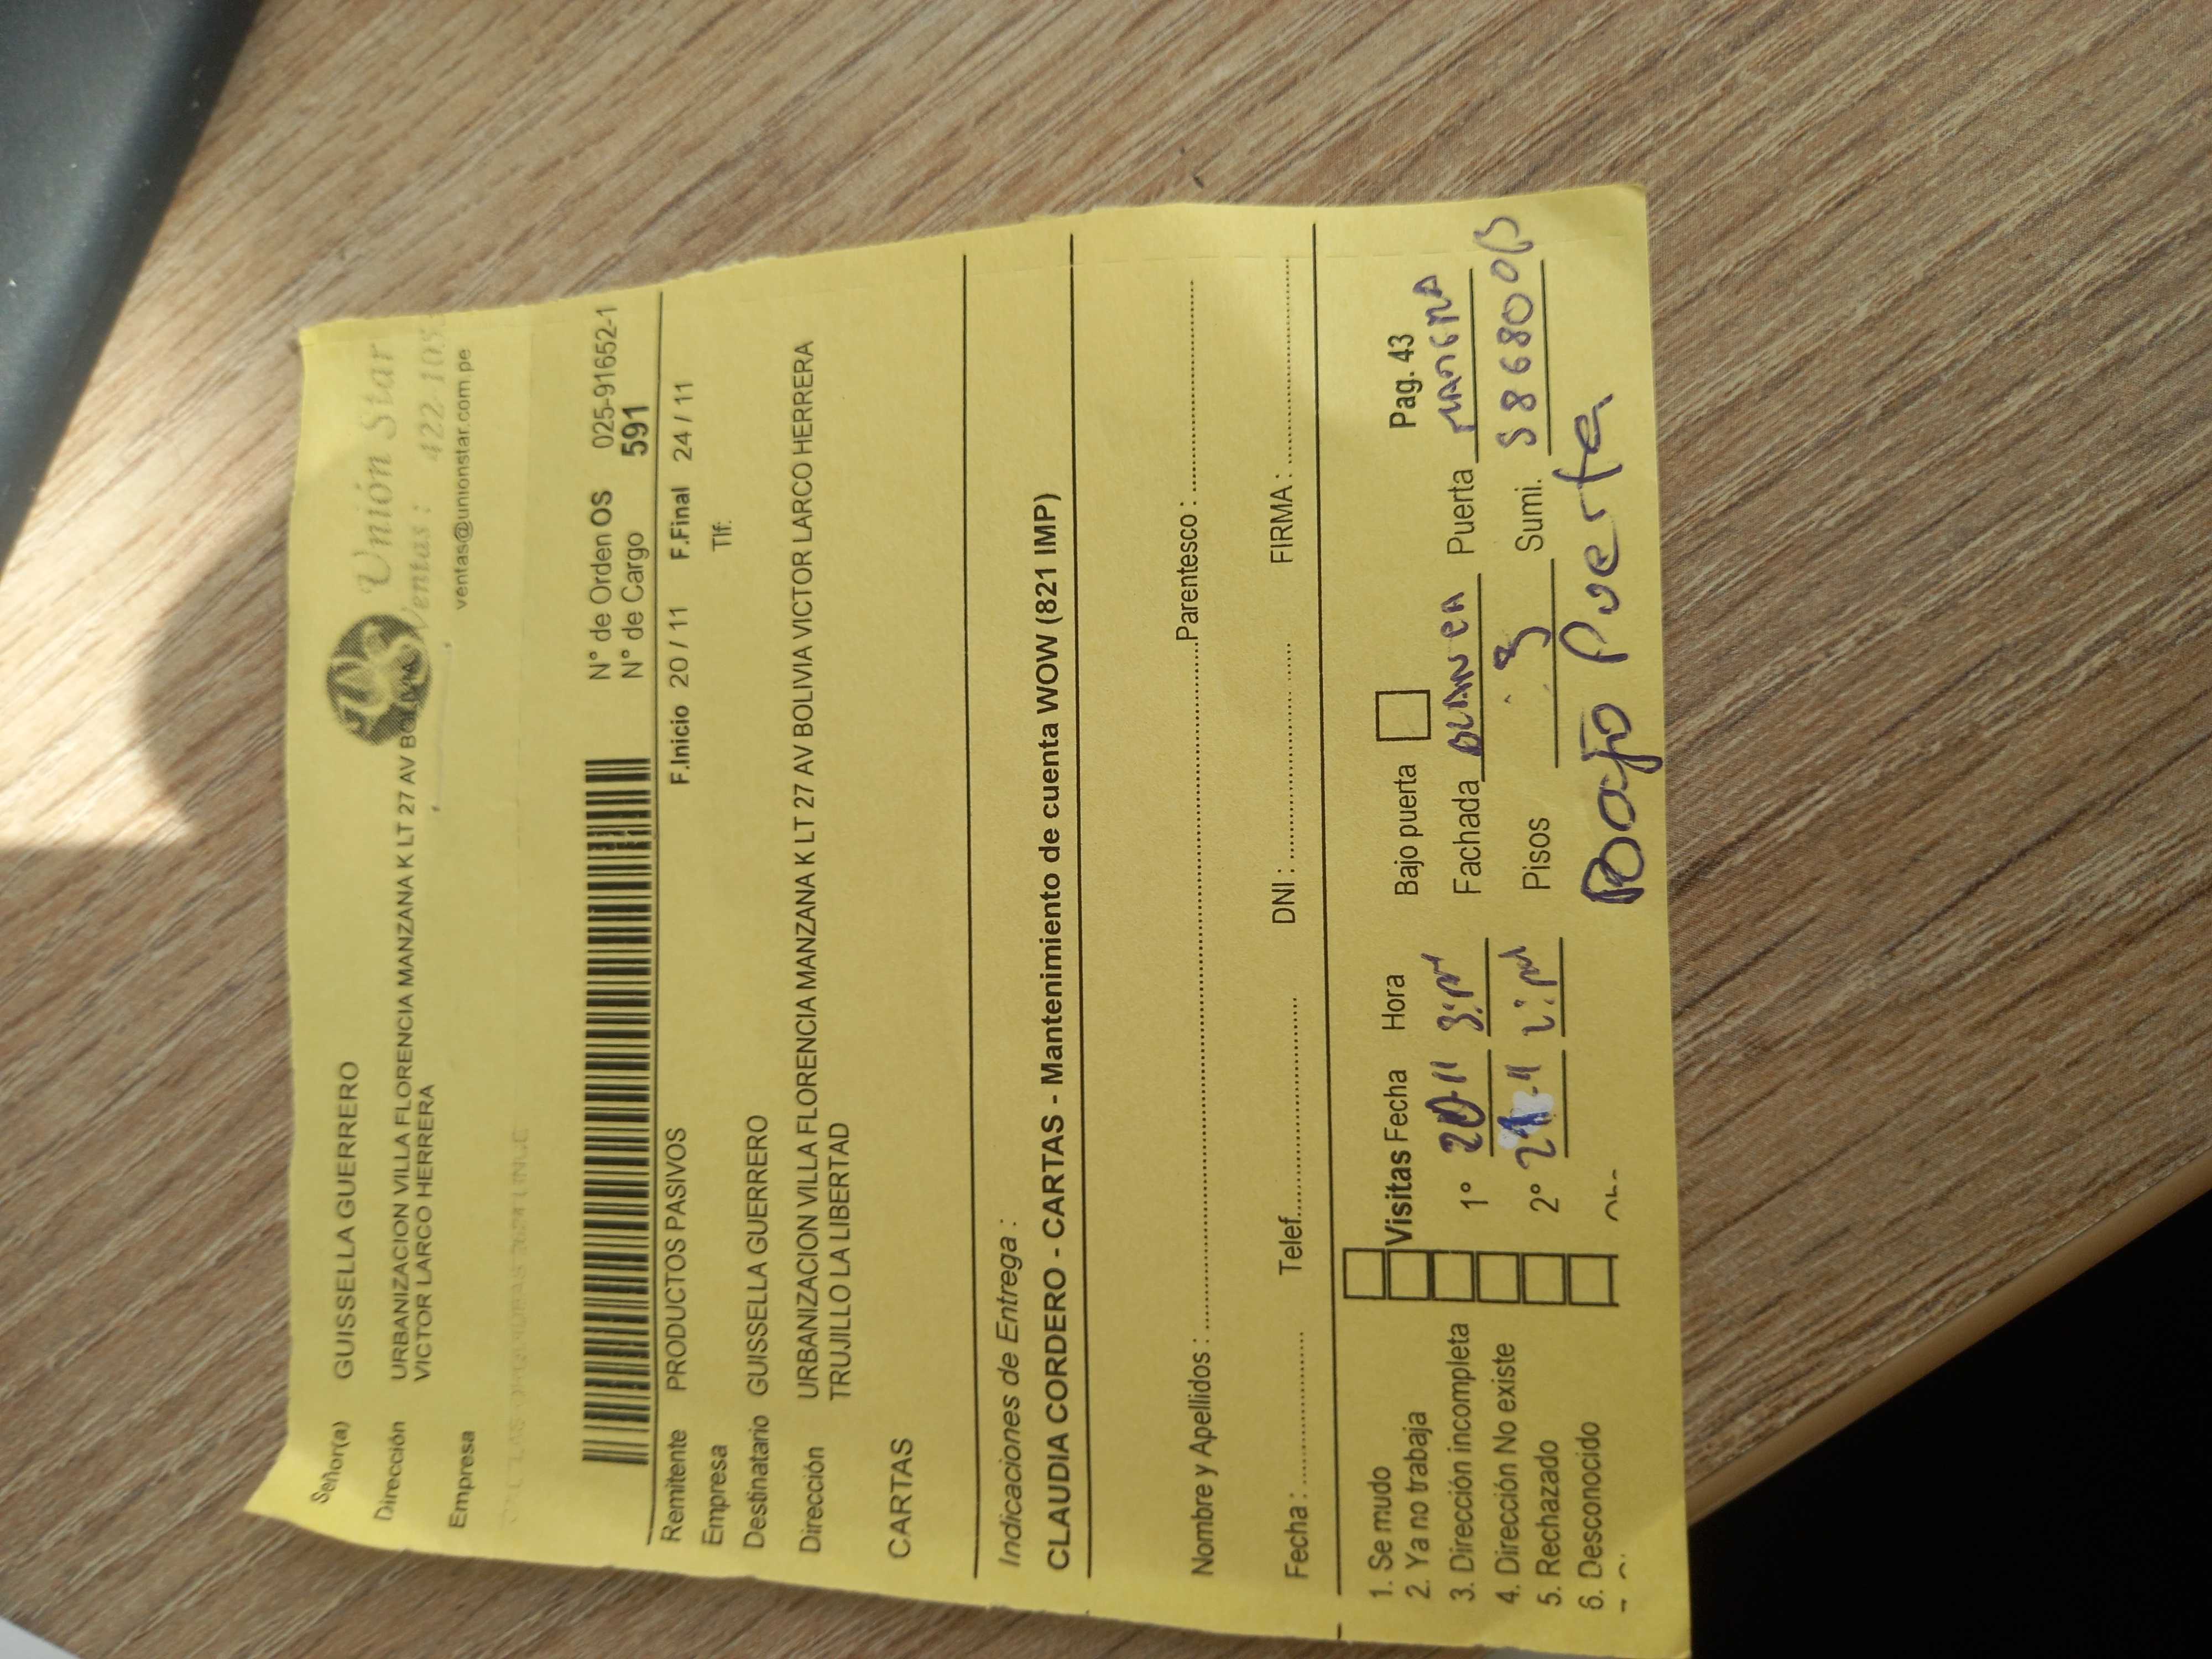 Unión Star
Ventas : 422-105
ventas@unionstar.com.pe
Señor(a) GUISSELLA GUERRERO
Dirección URBANIZACION VILLA FLORENCIA MANZANA K LT 27 AV BOLIVIA
VICTOR LARCO HERRERA
Empresa
N° de Orden OS 025-91652-1
N° de Cargo 591
Remitente PRODUCTOS PASIVOS F.Inicio 20 / 11 F.Final 24 / 11
Empresa Tlf:
Destinatario GUISSELLA GUERRERO
Dirección URBANIZACION VILLA FLORENCIA MANZANA K LT 27 AV BOLIVIA VICTOR LARCO HERRERA
TRUJILLO LA LIBERTAD
CARTAS
Indicaciones de Entrega :
CLAUDIA CORDERO - CARTAS - Mantenimiento de cuenta WOW (821 IMP)
Nombre y Apellidos : Parentesco :
Fecha : Telef. DNI : FIRMA :
1. Se mudo
2. Ya no trabaja Visitas Fecha Hora Bajo puerta Pag. 43
3. Dirección incompleta 1° 20-11 Fachada Puerta
4. Dirección No existe
5. Rechazado 2° Pisos 3 Sumi.
6. Desconocido Bajo Puerta